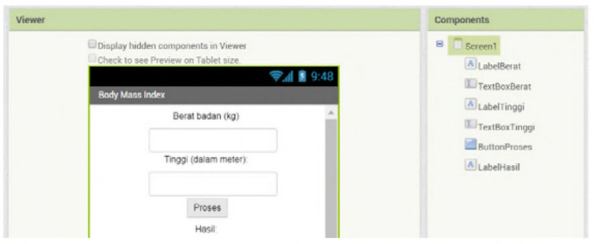 Viewer
Display hidden components in Viewer
Check to see Preview on Tablet size.
9:48
Body Mass Index
Berat badan (kg)
Tinggi (dalam meter):
Proses
Hasil:
Components
Screen1
LabelBerat
TextBoxBerat
LabelTinggi
TextBoxTinggi
ButtonProses
LabelHasil